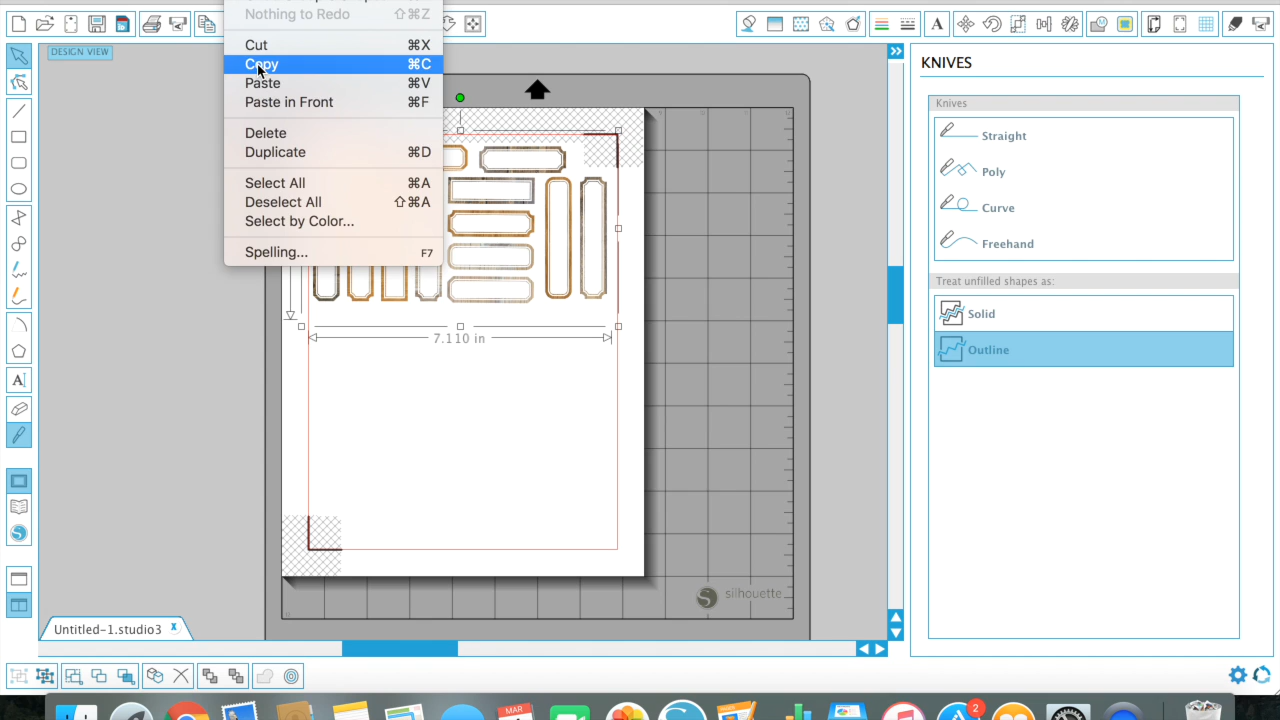 Nothing to Redo ⇧⌘Z
Cut ⌘X
Copy ⌘C
Paste ⌘V
Paste in Front ⌘F
Delete
Duplicate ⌘D
Select All ⌘A
Deselect All ⇧⌘A
Select by Color...
Spelling... F7
DESIGN VIEW
A
A
7.110 in
silhouette
Untitled-1.studio3 x
KNIVES
Knives
Straight
Poly
Curve
Freehand
Treat unfilled shapes as:
Solid
Outline
MAR
2